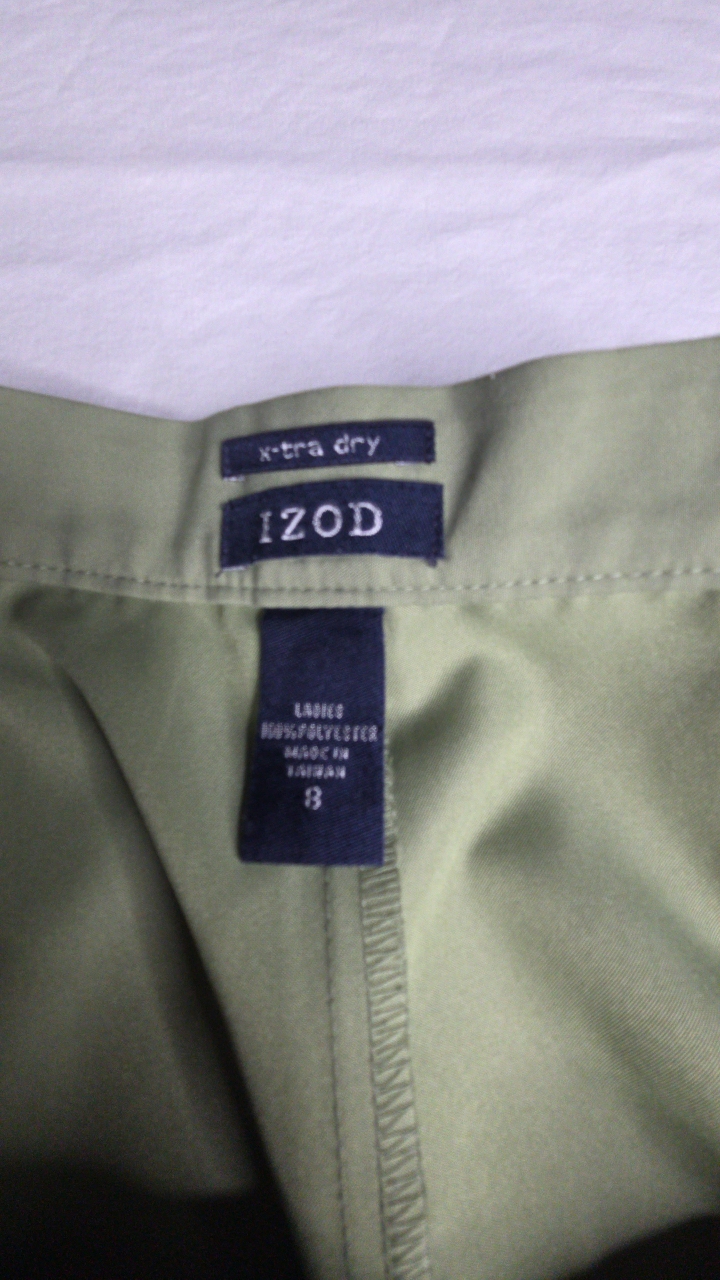 x-tra dry
IZOD
LADIES
100% POLYESTER
MADE IN
TAIWAN
8